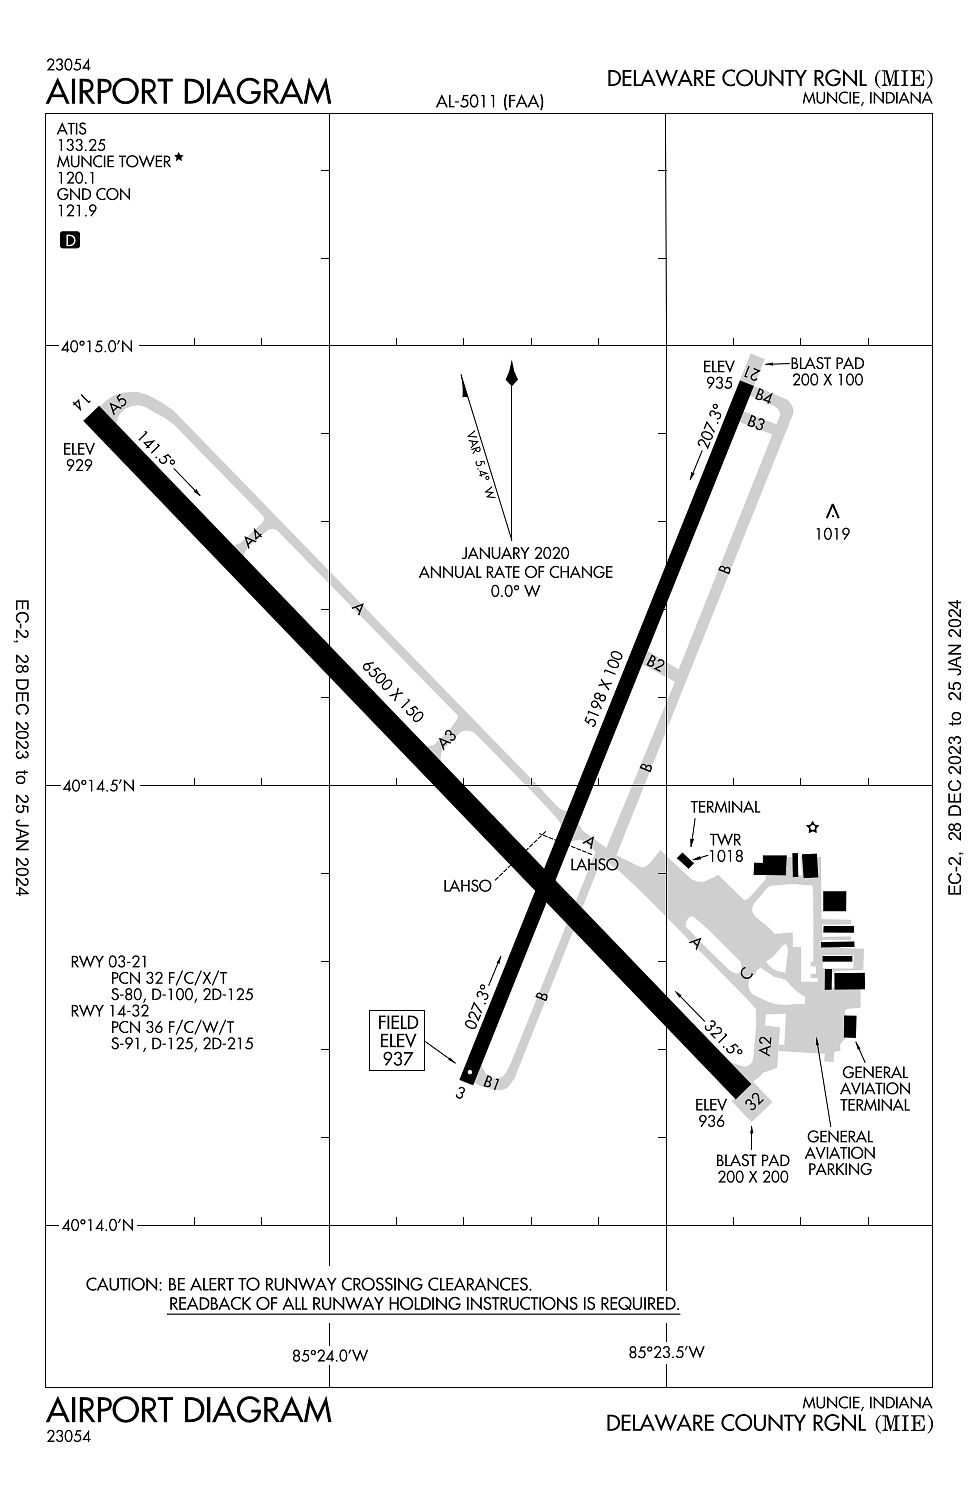 23054
AIRPORT DIAGRAM
AL-5011 (FAA)
DELAWARE COUNTY RGNL (MIE)
MUNCIE, INDIANA
ATIS
133.25
MUNCIE TOWER★
120.1
GND CON
121.9
D
40°15.0'N
ELEV
935
21
BLAST PAD
200 X 100
14
A5
ELEV
929
141.5°
207.3°
B4
B3
VAR 5.4° W
1019
A4
JANUARY 2020
ANNUAL RATE OF CHANGE
0.0° W
B
A
6500 X 150
5198 X 100
B2
A3
B
40°14.5'N
TERMINAL
TWR
1018
A
LAHSO
LAHSO
RWY 03-21
PCN 32 F/C/X/T
S-80, D-100, 2D-125
RWY 14-32
PCN 36 F/C/W/T
S-91, D-125, 2D-215
A
C
B
027.3°
321.5°
A2
FIELD
ELEV
937
B1
3
ELEV
936
32
GENERAL
AVIATION
TERMINAL
GENERAL
AVIATION
PARKING
BLAST PAD
200 X 200
40°14.0'N
CAUTION: BE ALERT TO RUNWAY CROSSING CLEARANCES.
READBACK OF ALL RUNWAY HOLDING INSTRUCTIONS IS REQUIRED.
85°24.0'W
85°23.5'W
AIRPORT DIAGRAM
23054
MUNCIE, INDIANA
DELAWARE COUNTY RGNL (MIE)
EC-2, 28 DEC 2023 to 25 JAN 2024
EC-2, 28 DEC 2023 to 25 JAN 2024